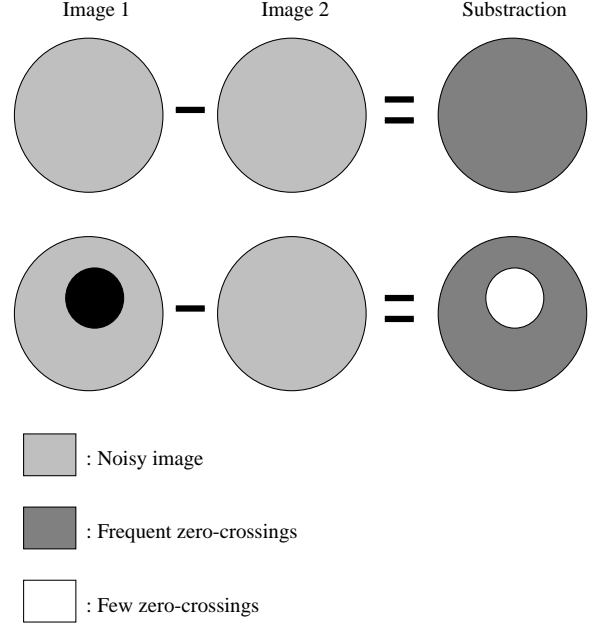 Image 1 Image 2 Substraction
: Noisy image
: Frequent zero-crossings
: Few zero-crossings